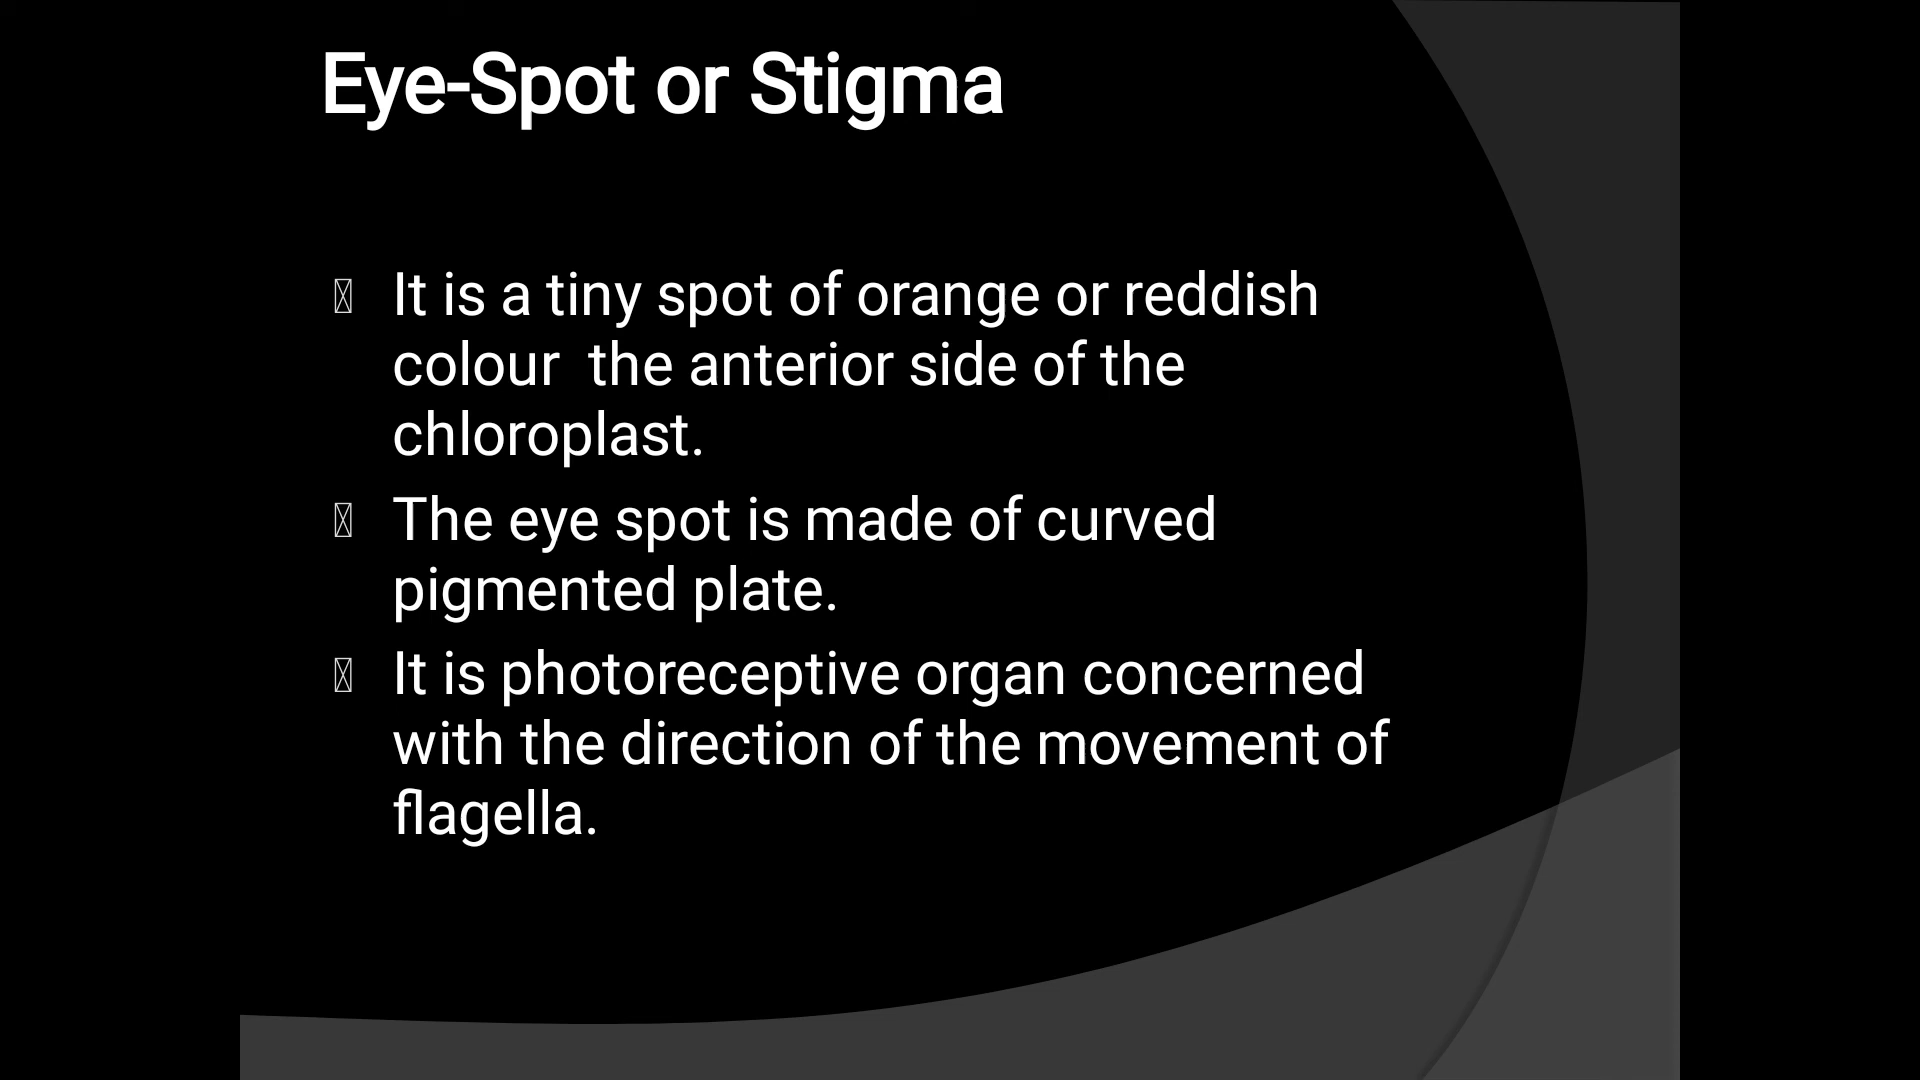 Eye-Spot or Stigma
It is a tiny spot of orange or reddish
colour  the anterior side of the
chloroplast.
The eye spot is made of curved
pigmented plate.
It is photoreceptive organ concerned
with the direction of the movement of
flagella.